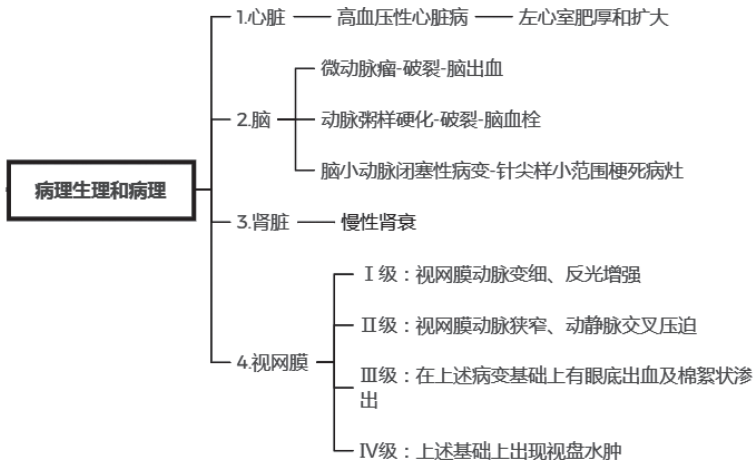 病理生理和病理
1.心脏
高血压性心脏病
左心室肥厚和扩大
2.脑
微动脉瘤-破裂-脑出血
动脉粥样硬化-破裂-脑血栓
脑小动脉闭塞性病变-针尖样小范围梗死病灶
3.肾脏
慢性肾衰
4.视网膜
Ⅰ级：视网膜动脉变细、反光增强
Ⅱ级：视网膜动脉狭窄、动静脉交叉压迫
Ⅲ级：在上述病变基础上有眼底出血及棉絮状渗
出
Ⅳ级：上述基础上出现视盘水肿